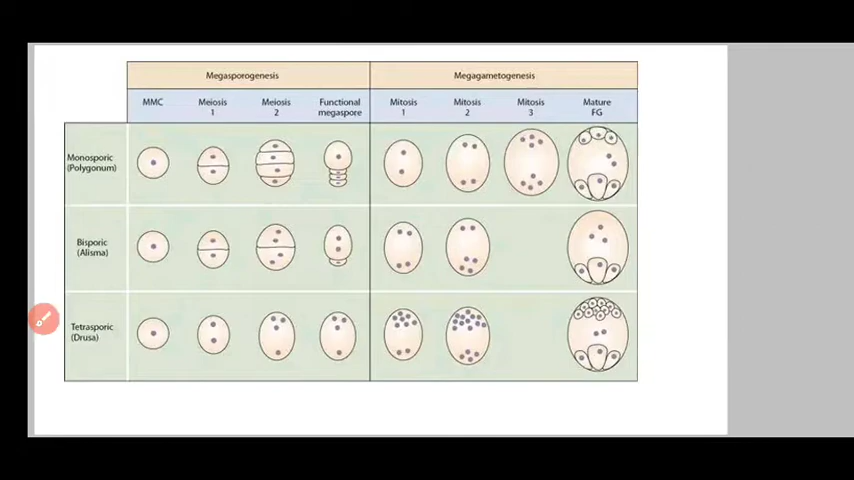 Megasporogenesis
Megagametogenesis
MMC
Meiosis
1
Meiosis
2
Functional
megaspore
Mitosis
1
Mitosis
2
Mitosis
3
Mature
FG
Monosporic
(Polygonum)
Bisporic
(Alisma)
Tetrasporic
(Drusa)